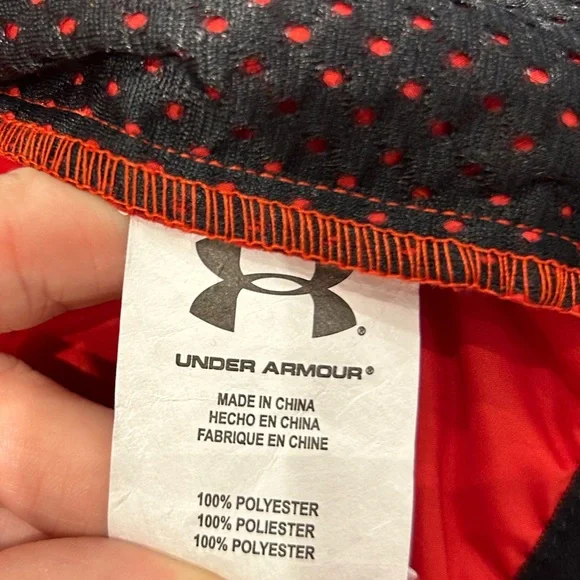 UNDER ARMOUR®
MADE IN CHINA
HECHO EN CHINA
FABRIQUE EN CHINE
100% POLYESTER
100% POLIESTER
100% POLYESTER